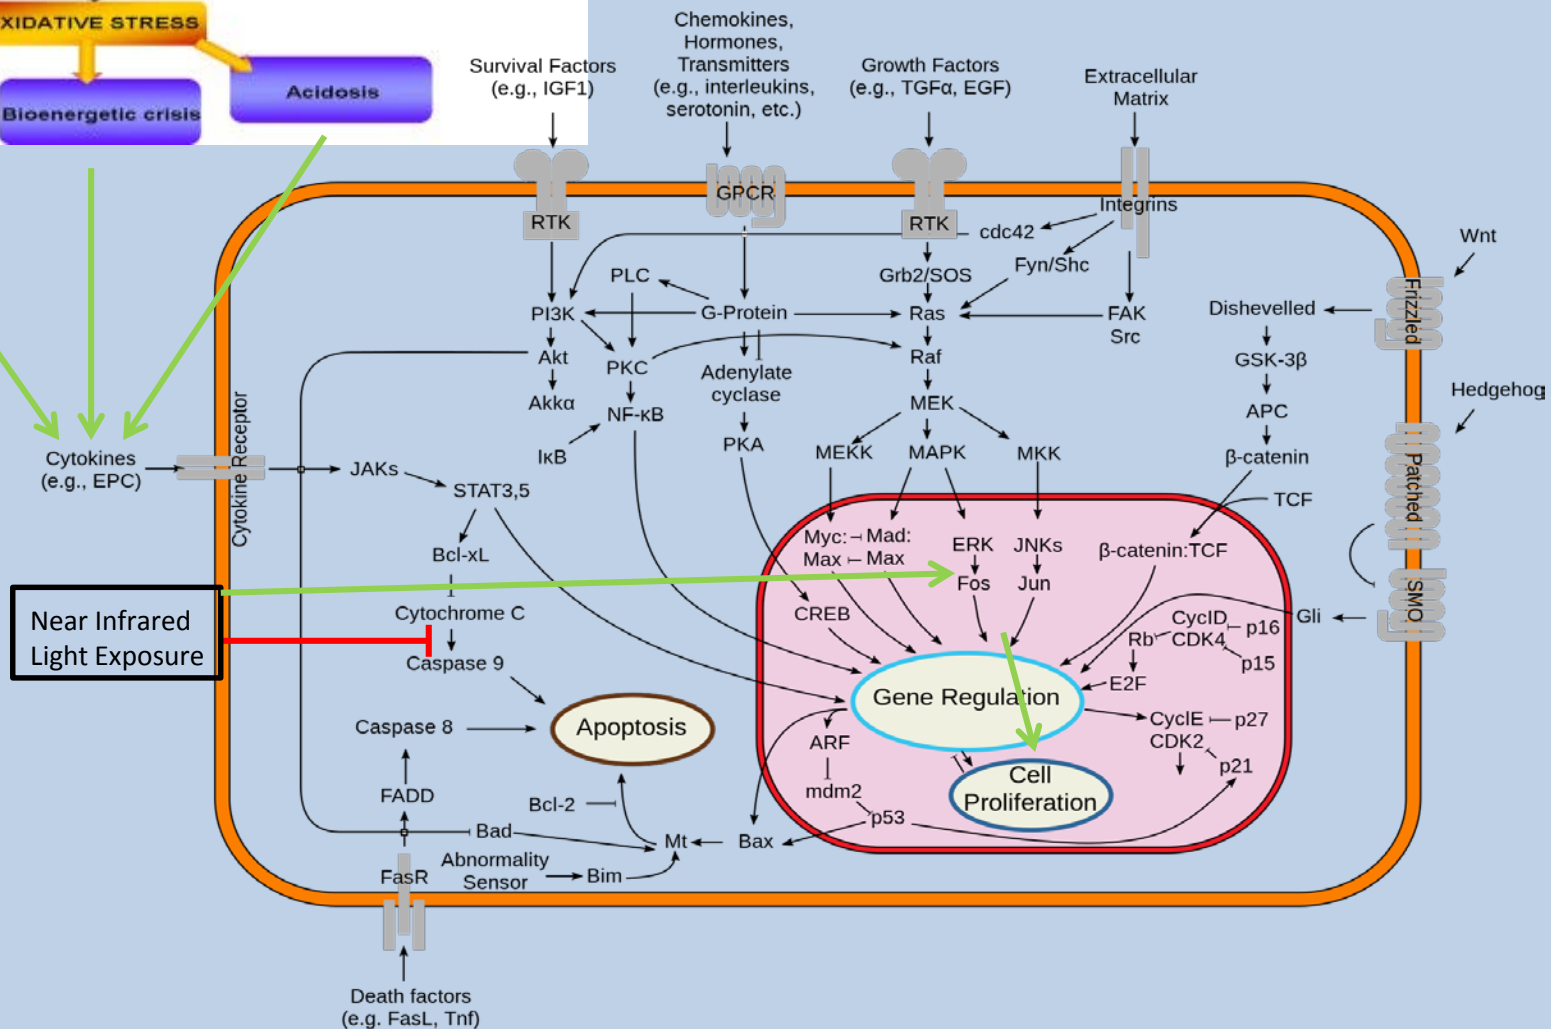 XIDATIVE STRESS
Bioenergetic crisis
Acidosis
Survival Factors
(e.g., IGF1)
Chemokines,
Hormones,
Transmitters
(e.g., interleukins,
serotonin, etc.)
Growth Factors
(e.g., TGFα, EGF)
Extracellular
Matrix
RTK
GPCR
RTK
Integrins
cdc42
Fyn/Shc
Wnt
PLC
Grb2/SOS
Frizzled
Dishevelled
PI3K
G-Protein
Ras
FAK
Src
Akt
PKC
Adenylate
cyclase
Raf
GSK-3β
Akkα
NF-κB
MEK
APC
Hedgehog
IκB
PKA
MEKK
MAPK
MKK
β-catenin
Patched
Cytokines
(e.g., EPC)
Cytokine Receptor
JAKs
STAT3,5
TCF
Bcl-xL
Myc:
Max
Mad:
Max
ERK
JNKs
β-catenin:TCF
Fos
Jun
SMO
Near Infrared
Light Exposure
Cytochrome C
CREB
Gli
CyclD
CDK4
p16
Rb
p15
Caspase 9
E2F
Gene Regulation
Caspase 8
Apoptosis
ARF
CyclE
CDK2
p27
p21
FADD
Bcl-2
mdm2
Cell
Proliferation
p53
Bad
Mt
Bax
Abnormality
Sensor
Bim
FasR
Death factors
(e.g. FasL, Tnf)